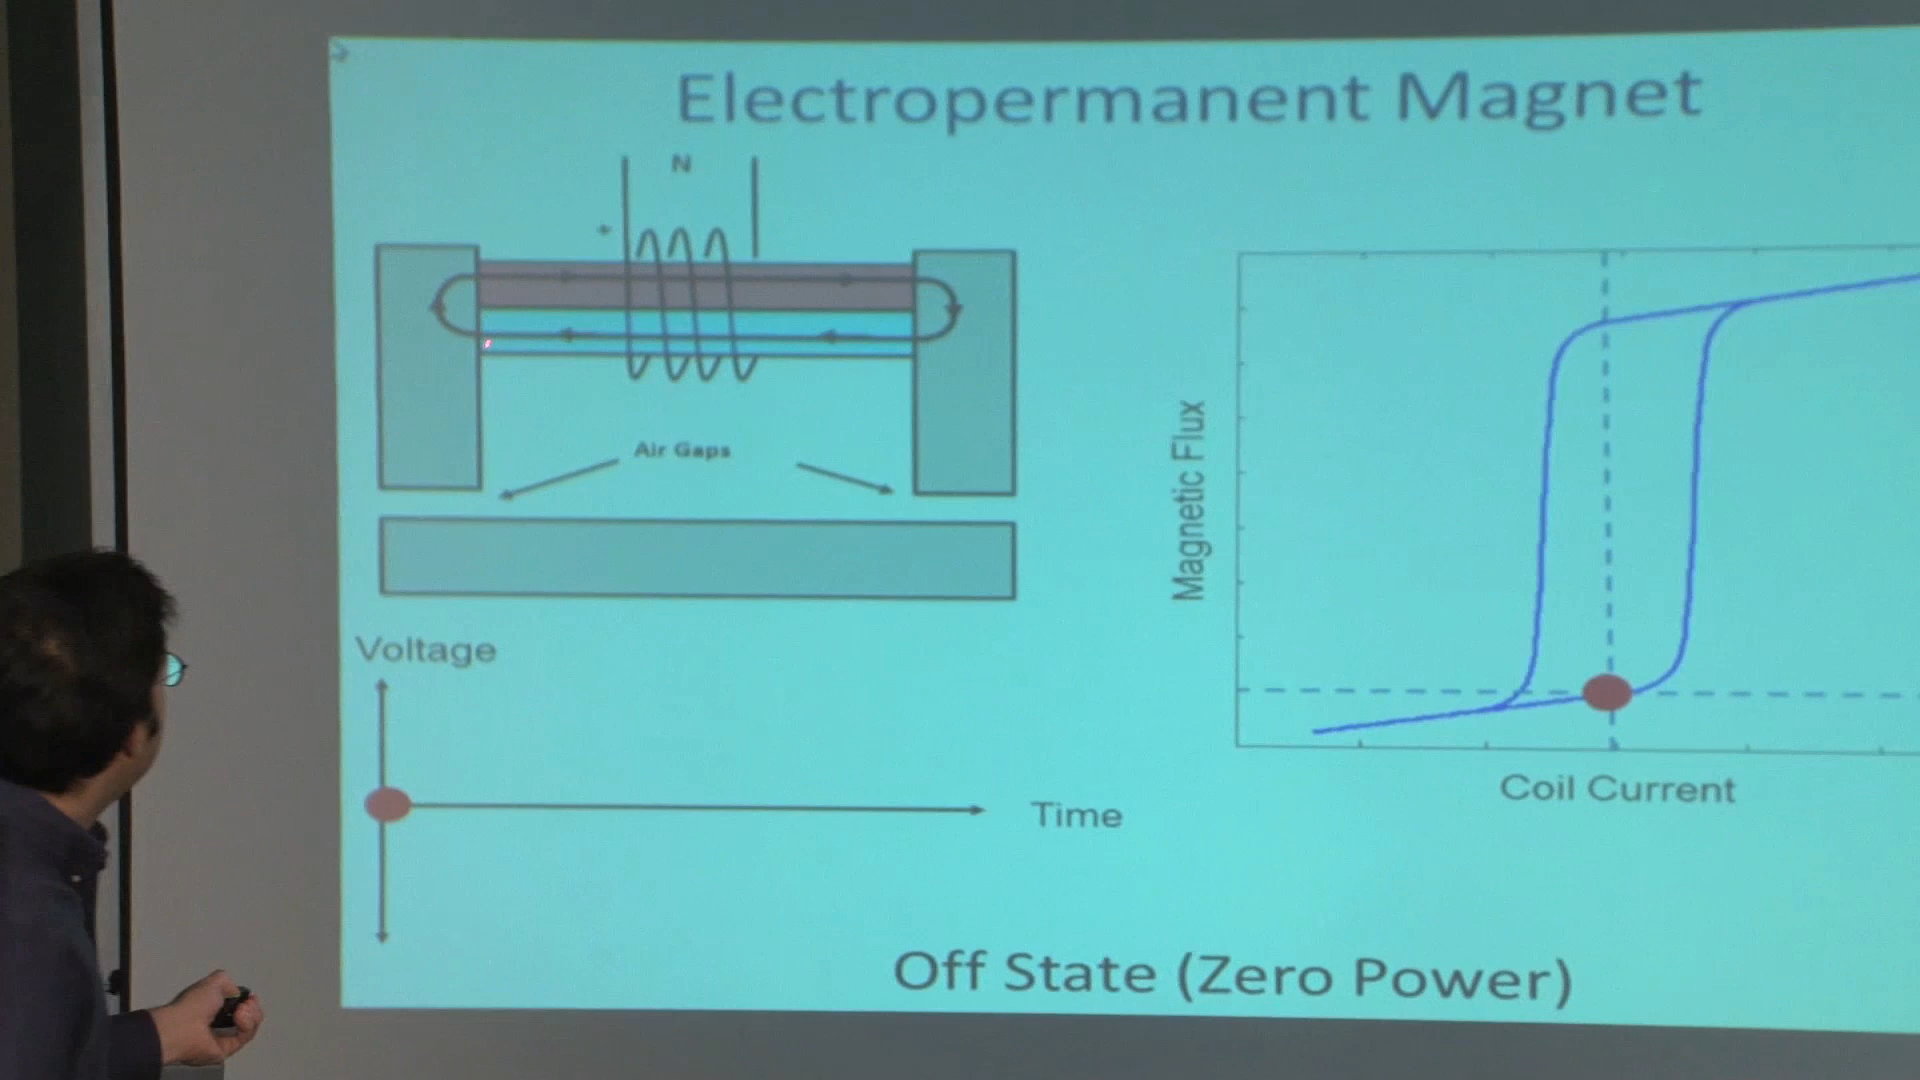 Electropermanent Magnet
N
+
Air Gaps
Magnetic Flux
Voltage
Time
Coil Current
Off State (Zero Power)